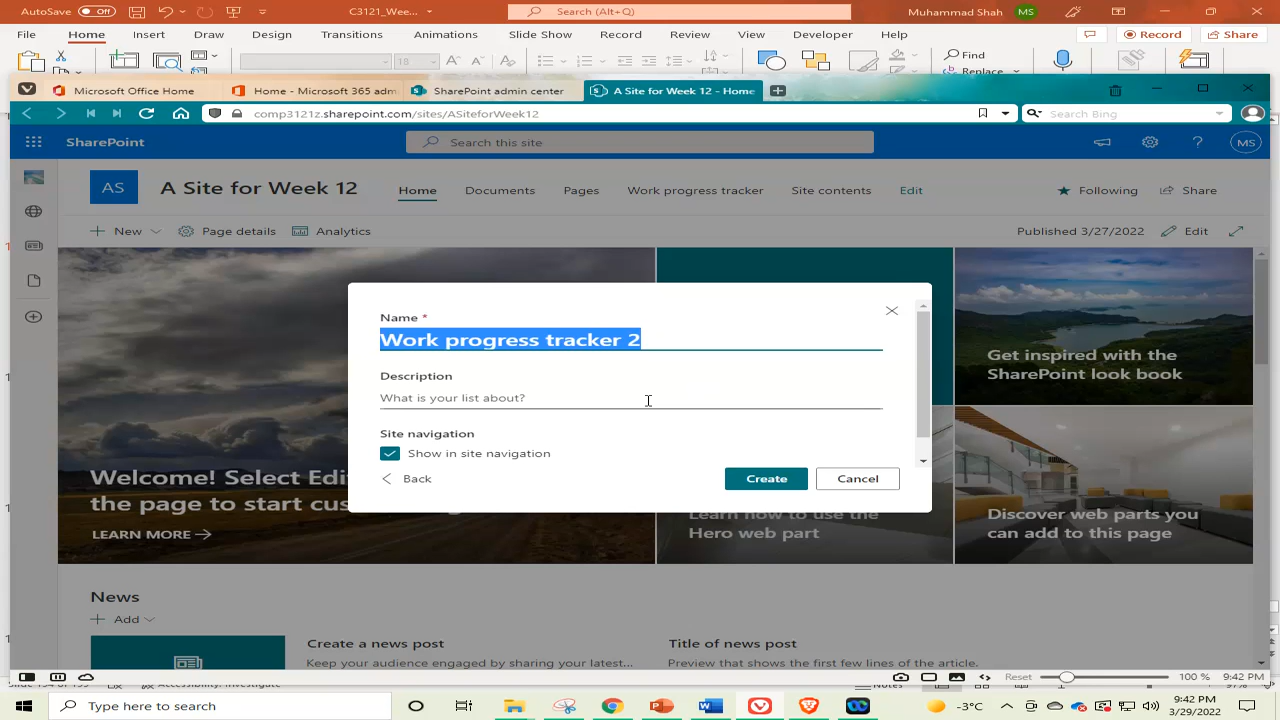 AutoSave Off
C3121_Wee...
Search (Alt+Q)
Muhammad Shah MS
File Home Insert Draw Design Transitions Animations Slide Show Record Review View Developer Help Record Share
18
Find
Replace
Microsoft Office Home
Home - Microsoft 365 adm
SharePoint admin center
A Site for Week 12 - Home
comp3121z.sharepoint.com/sites/ASiteforWeek12
Search Bing
SharePoint
Search this site
MS
AS A Site for Week 12
Home Documents Pages Work progress tracker Site contents Edit
Following Share
New Page details Analytics
Published 3/27/2022 Edit
Name *
Work progress tracker 2
Description
What is your list about?
Site navigation
Show in site navigation
Back Create Cancel
Get inspired with the
SharePoint look book
Welcome! Select Edi
the page to start cus
LEARN MORE
Learn how to use the
Hero web part
Discover web parts you
can add to this page
News
Add
Create a news post
Keep your audience engaged by sharing your latest...
Title of news post
Preview that shows the first few lines of the article.
Reset 100 % 9:42 PM
Type here to search
-3°C
9:42 PM
3/29/2022